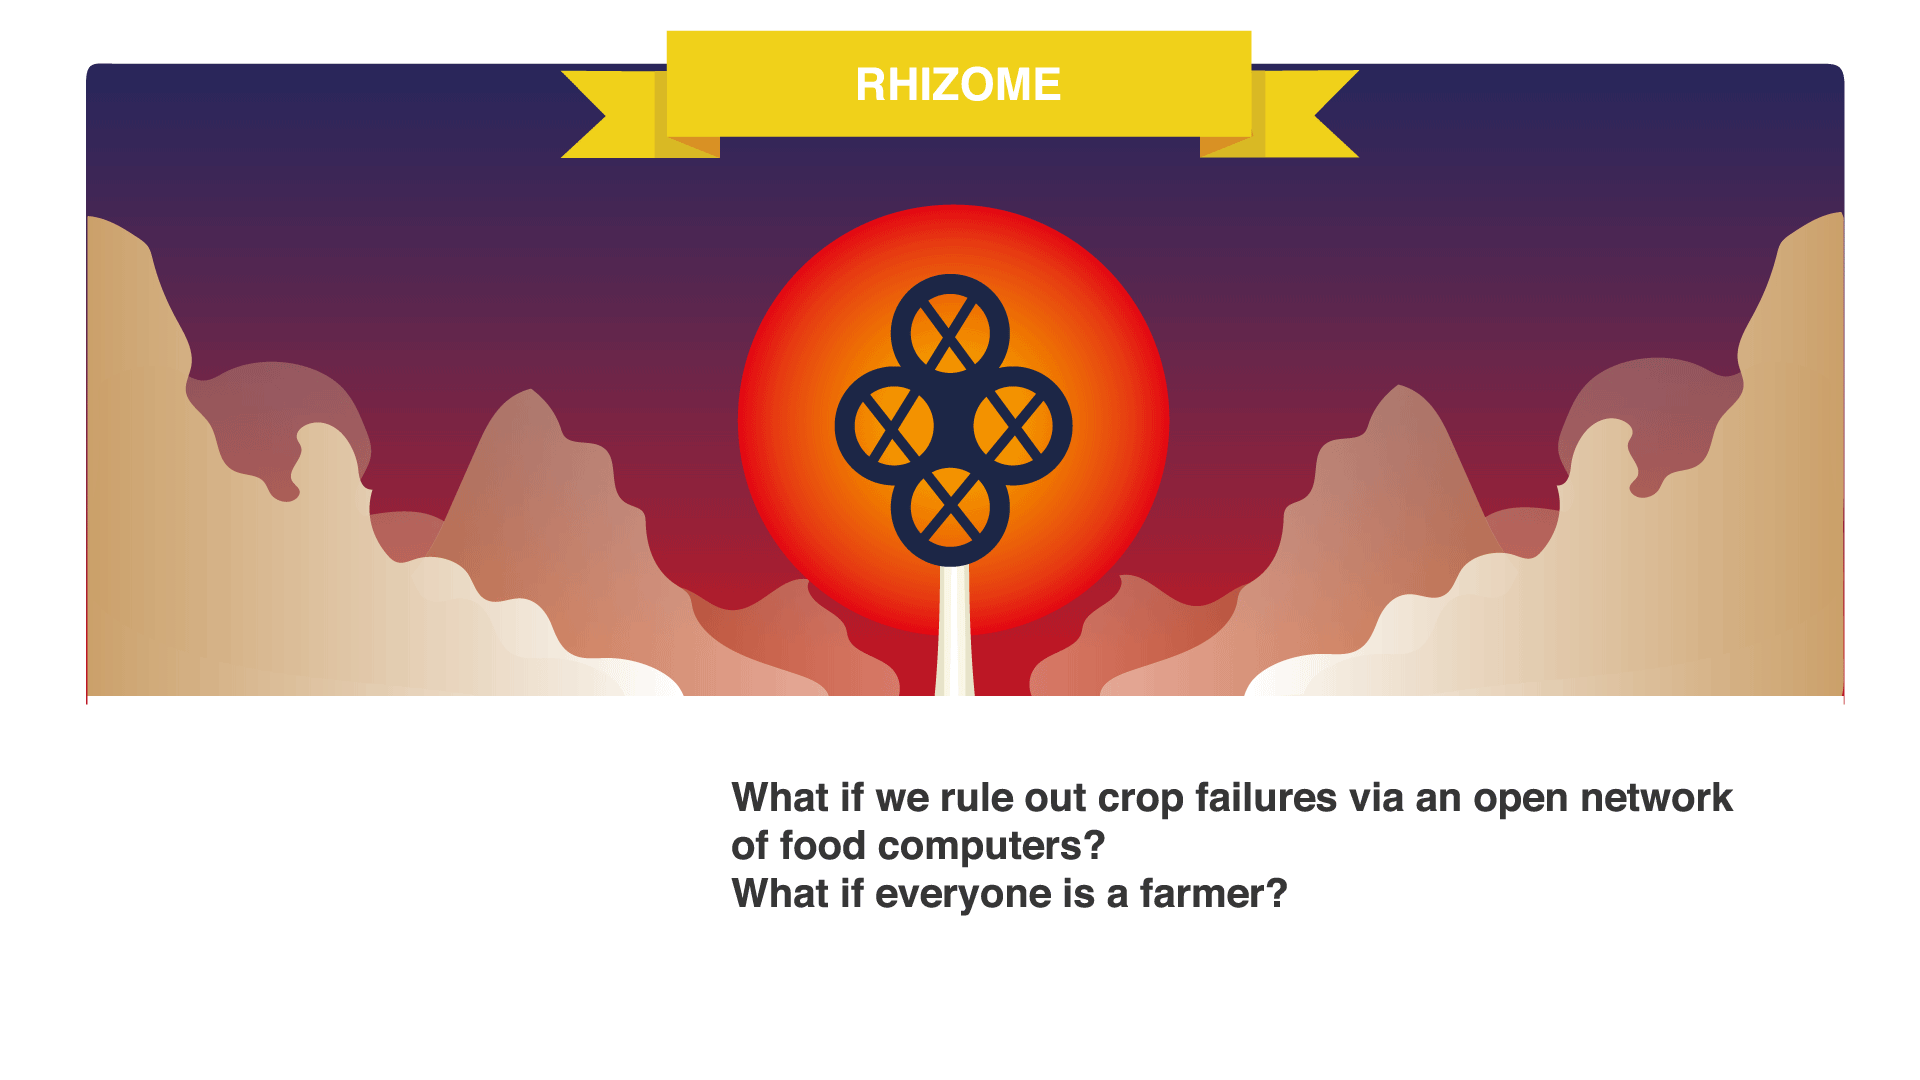 RHIZOME
What if we rule out crop failures via an open network
of food computers?
What if everyone is a farmer?